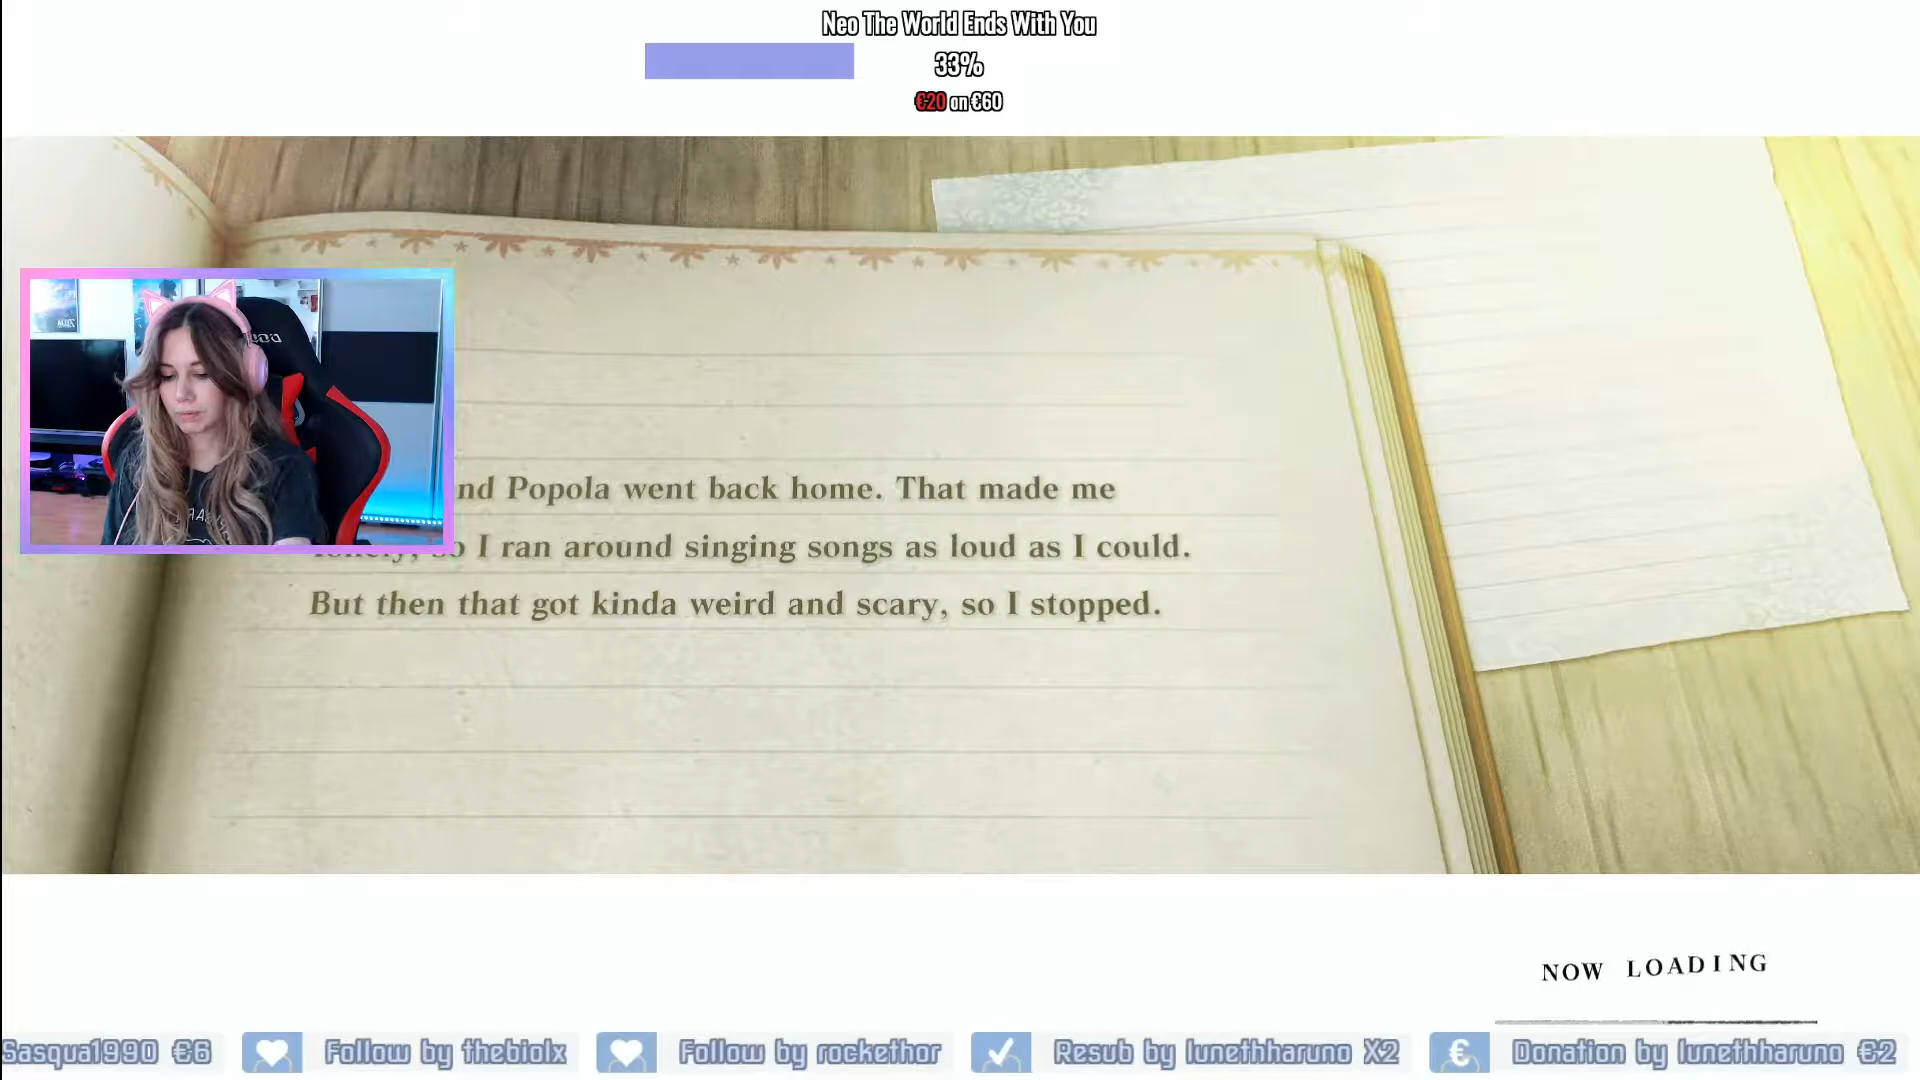 Neo The World Ends With You
33%
€20 on €60
nd Popola went back home. That made me
so I ran around singing songs as loud as I could.
But then that got kinda weird and scary, so I stopped.
NOW LOADING
Sasqua1990 €6
Follow by thebiolx
Follow by rockethor
Resub by lunethharuno X2
Donation by lunethharuno €2